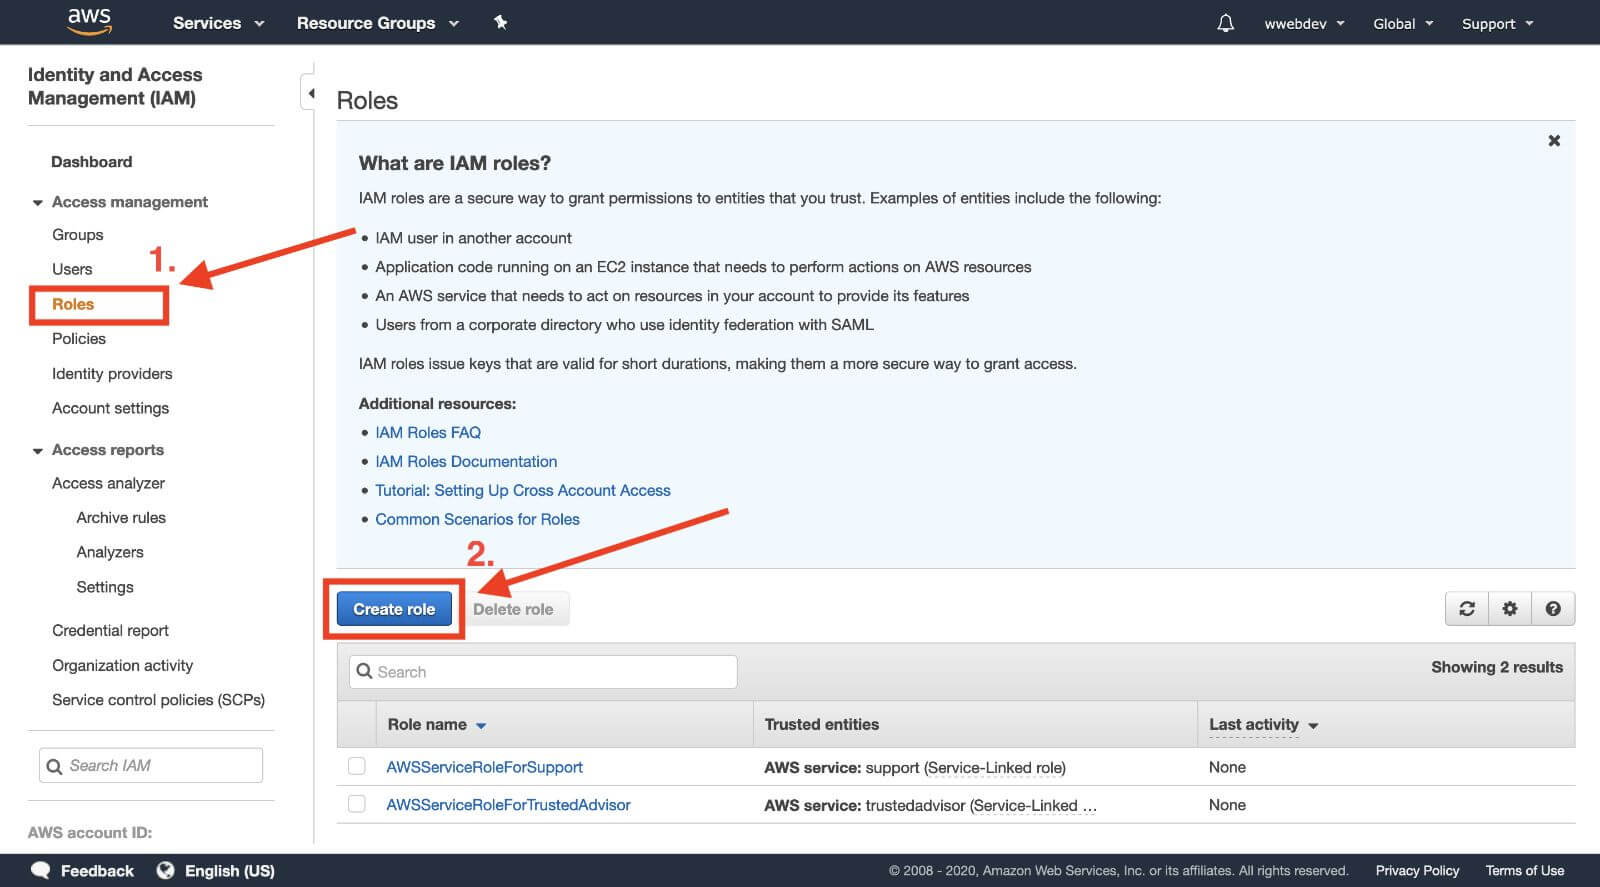 aws Services Resource Groups wwebdev Global Support
Identity and Access
Management (IAM)
Dashboard
Access management
Groups
Users
1.
Roles
Policies
Identity providers
Account settings
Access reports
Access analyzer
Archive rules
Analyzers
Settings
Credential report
Organization activity
Service control policies (SCPs)
Search IAM
AWS account ID:
Roles
What are IAM roles?
IAM roles are a secure way to grant permissions to entities that you trust. Examples of entities include the following:
• IAM user in another account
• Application code running on an EC2 instance that needs to perform actions on AWS resources
• An AWS service that needs to act on resources in your account to provide its features
• Users from a corporate directory who use identity federation with SAML
IAM roles issue keys that are valid for short durations, making them a more secure way to grant access.
Additional resources:
• IAM Roles FAQ
• IAM Roles Documentation
• Tutorial: Setting Up Cross Account Access
• Common Scenarios for Roles
2.
Create role Delete role
Search Showing 2 results
Role name Trusted entities Last activity
AWSServiceRoleForSupport AWS service: support (Service-Linked role) None
AWSServiceRoleForTrustedAdvisor AWS service: trustedadvisor (Service-Linked ... None
Feedback English (US) © 2008 - 2020, Amazon Web Services, Inc. or its affiliates. All rights reserved. Privacy Policy Terms of Use